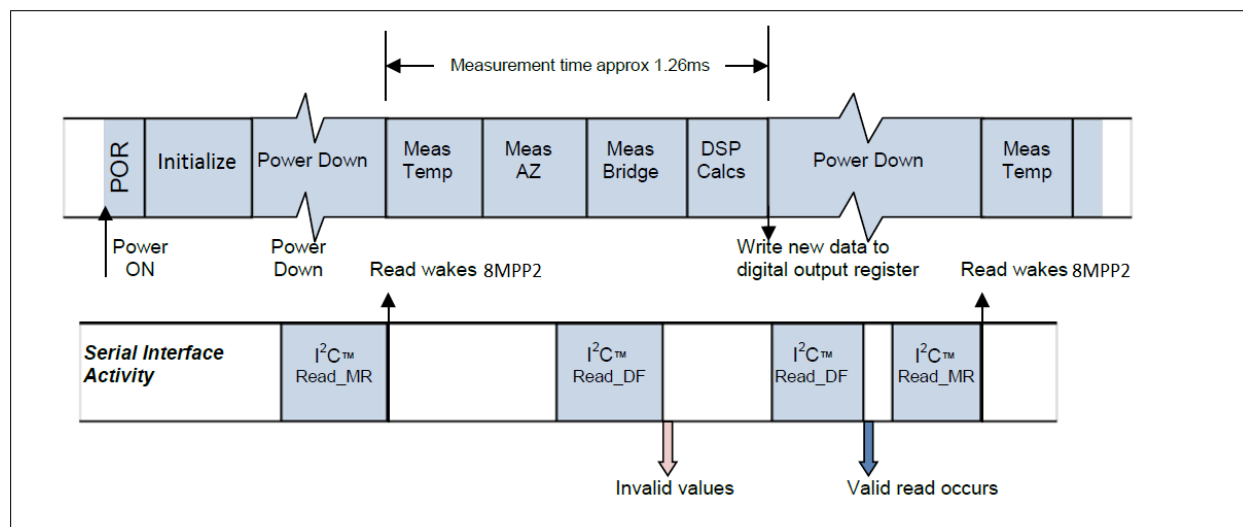 Measurement time approx 1.26ms
POR
Initialize
Power Down
Meas
Temp
Meas
AZ
Meas
Bridge
DSP
Calcs
Power Down
Meas
Temp
Power
ON
Power
Down
Read wakes 8MPP2
Write new data to
digital output register
Read wakes 8MPP2
Serial Interface
Activity
I²C™
Read_MR
I²C™
Read_DF
I²C™
Read_DF
I²C™
Read_MR
Invalid values
Valid read occurs